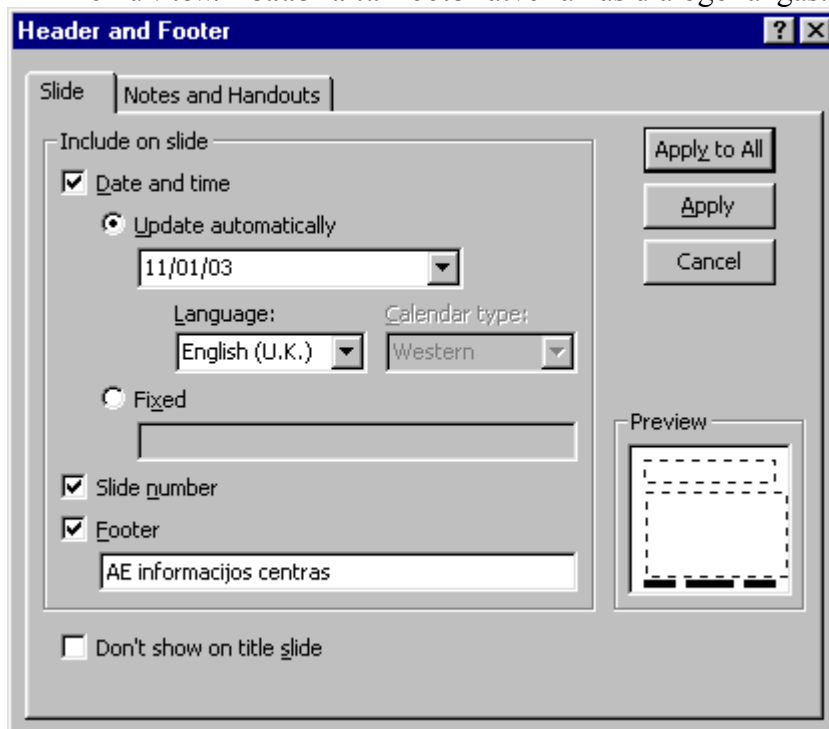 Header and Footer
Slide
Notes and Handouts
Include on slide
Date and time
Update automatically
11/01/03
Language:
Calendar type:
English (U.K.)
Western
Fixed
Slide number
Footer
AE informacijos centras
Don't show on title slide
Apply to All
Apply
Cancel
Preview